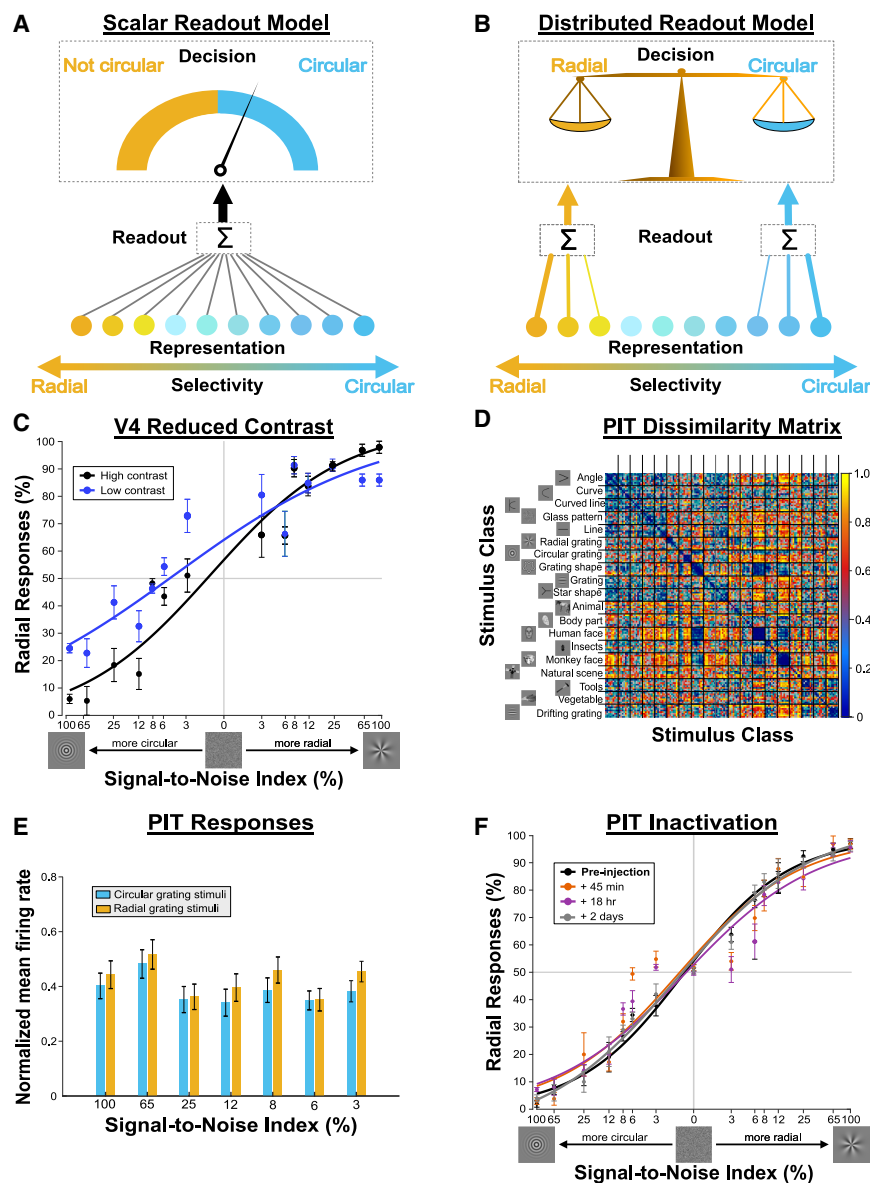 A
Scalar Readout Model
Decision
Not circular
Circular
Readout
Σ
Representation
Radial
Selectivity
Circular
B
Distributed Readout Model
Decision
Radial
Circular
Σ
Readout
Σ
Representation
Radial
Selectivity
Circular
C
V4 Reduced Contrast
High contrast
Low contrast
Radial Responses (%)
100
90
80
70
60
50
40
30
20
10
0
100 65 25 12 8 6 3 0 3 6 8 12 25 65 100
more circular
more radial
Signal-to-Noise Index (%)
D
PIT Dissimilarity Matrix
Stimulus Class
Angle
Curve
Curved line
Glass pattern
Line
Radial grating
Circular grating
Grating shape
Grating
Star shape
Animal
Body part
Human face
Insects
Monkey face
Natural scene
Tools
Vegetable
Drifting grating
Stimulus Class
1.0
0.8
0.6
0.4
0.2
0
E
PIT Responses
Circular grating stimuli
Radial grating stimuli
Normalized mean firing rate
0.8
0.6
0.4
0.2
0
100 65 25 12 8 6 3
Signal-to-Noise Index (%)
F
PIT Inactivation
Pre-injection
+ 45 min
+ 18 hr
+ 2 days
Radial Responses (%)
100
90
80
70
60
50
40
30
20
10
0
100 65 25 12 8 6 3 0 3 6 8 12 25 65 100
more circular
more radial
Signal-to-Noise Index (%)